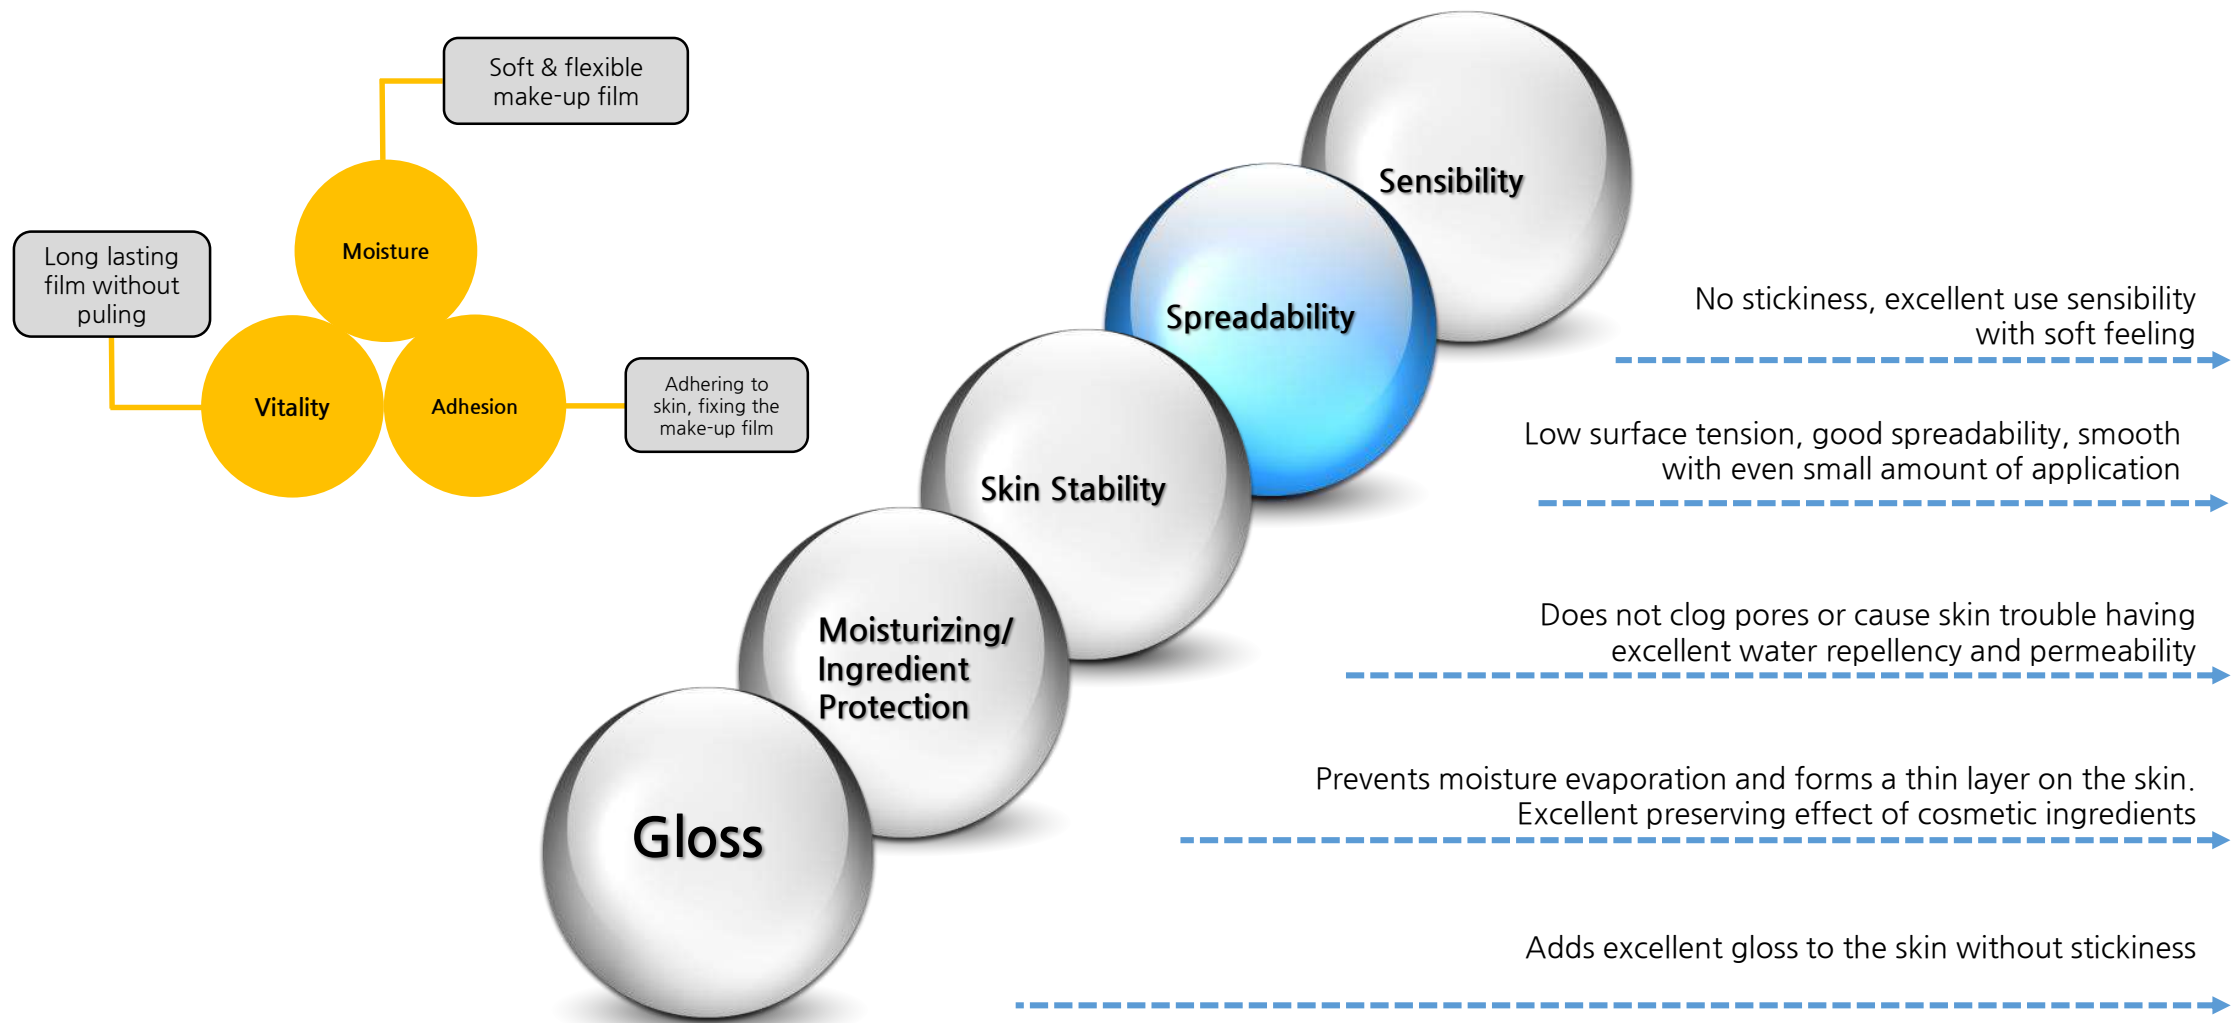 Soft & flexible
make-up film
Moisture
Long lasting
film without
puling
Vitality
Adhesion
Adhering to
skin, fixing the
make-up film
Sensibility
No stickiness, excellent use sensibility
with soft feeling
Spreadability
Low surface tension, good spreadability, smooth
with even small amount of application
Skin Stability
Does not clog pores or cause skin trouble having
excellent water repellency and permeability
Moisturizing/
Ingredient
Protection
Prevents moisture evaporation and forms a thin layer on the skin.
Excellent preserving effect of cosmetic ingredients
Gloss
Adds excellent gloss to the skin without stickiness